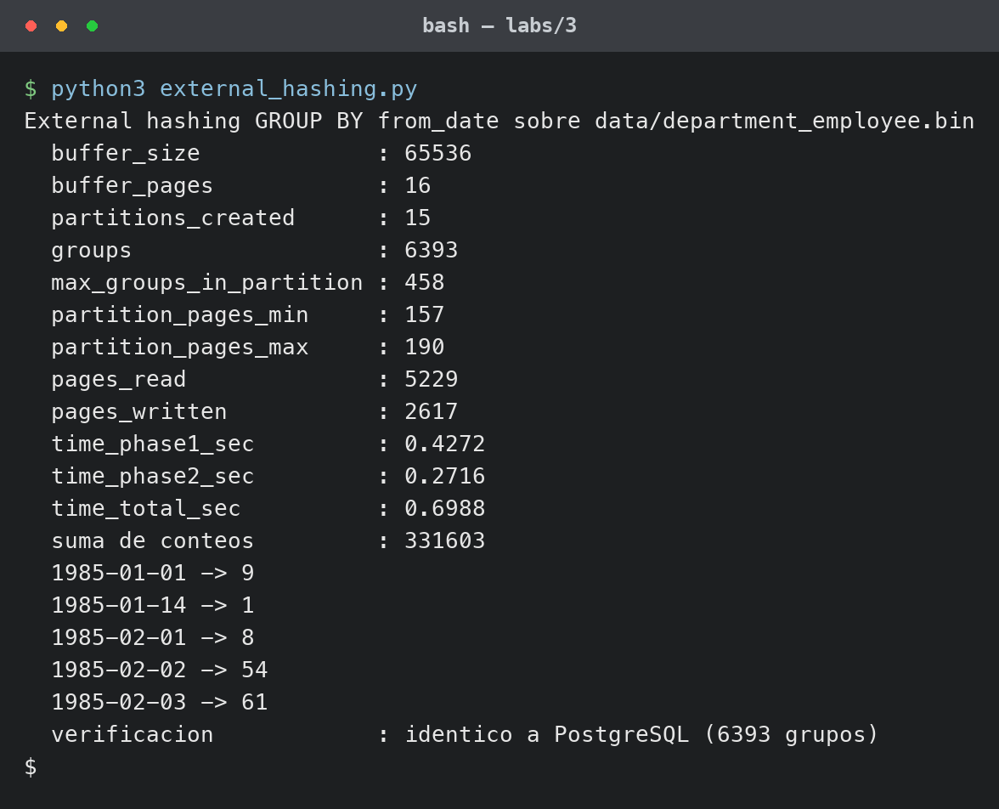 bash — labs/3
$ python3 external_hashing.py
External hashing GROUP BY from_date sobre data/department_employee.bin
  buffer_size             : 65536
  buffer_pages            : 16
  partitions_created      : 15
  groups                  : 6393
  max_groups_in_partition : 458
  partition_pages_min     : 157
  partition_pages_max     : 190
  pages_read              : 5229
  pages_written           : 2617
  time_phase1_sec         : 0.4272
  time_phase2_sec         : 0.2716
  time_total_sec          : 0.6988
  suma de conteos         : 331603
  1985-01-01 -> 9
  1985-01-14 -> 1
  1985-02-01 -> 8
  1985-02-02 -> 54
  1985-02-03 -> 61
  verificacion            : identico a PostgreSQL (6393 grupos)
$